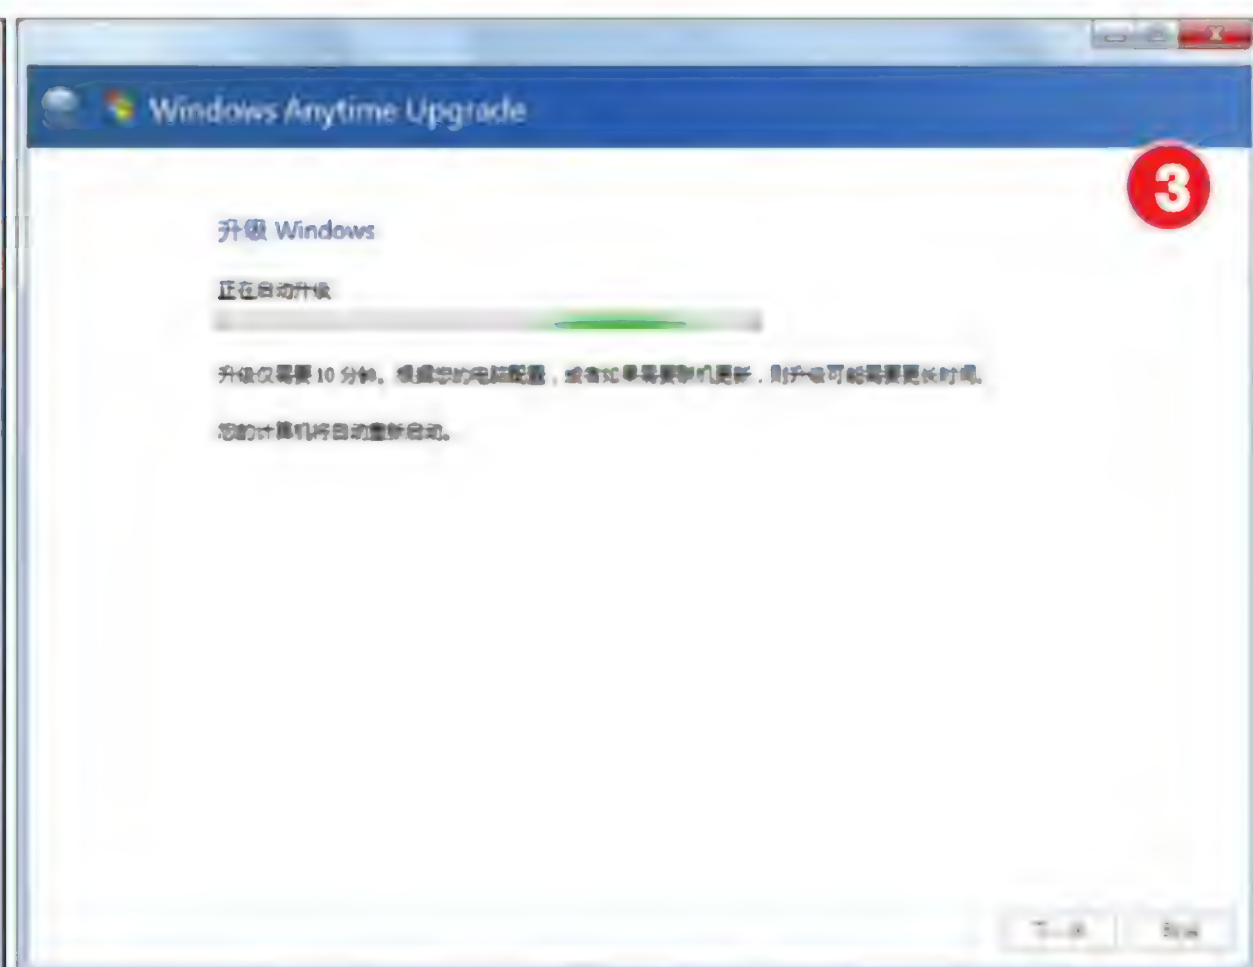 Windows Anytime Upgrade
3
升级 Windows
正在启动升级
升级仅需要 10 分钟。根据您的电脑配置，或者如果需要联机更新，则升级可能需要更长时间。
您的计算机将自动重新启动。